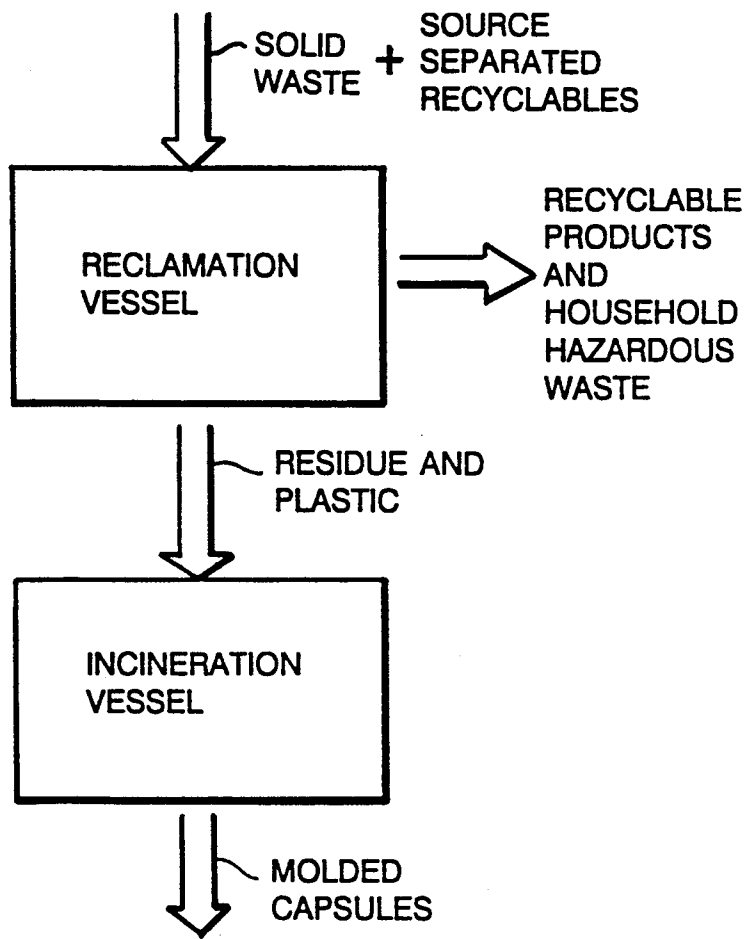 SOLID
WASTE
+
SOURCE
SEPARATED
RECYCLABLES
RECLAMATION
VESSEL
RECYCLABLE
PRODUCTS
AND
HOUSEHOLD
HAZARDOUS
WASTE
RESIDUE AND
PLASTIC
INCINERATION
VESSEL
MOLDED
CAPSULES